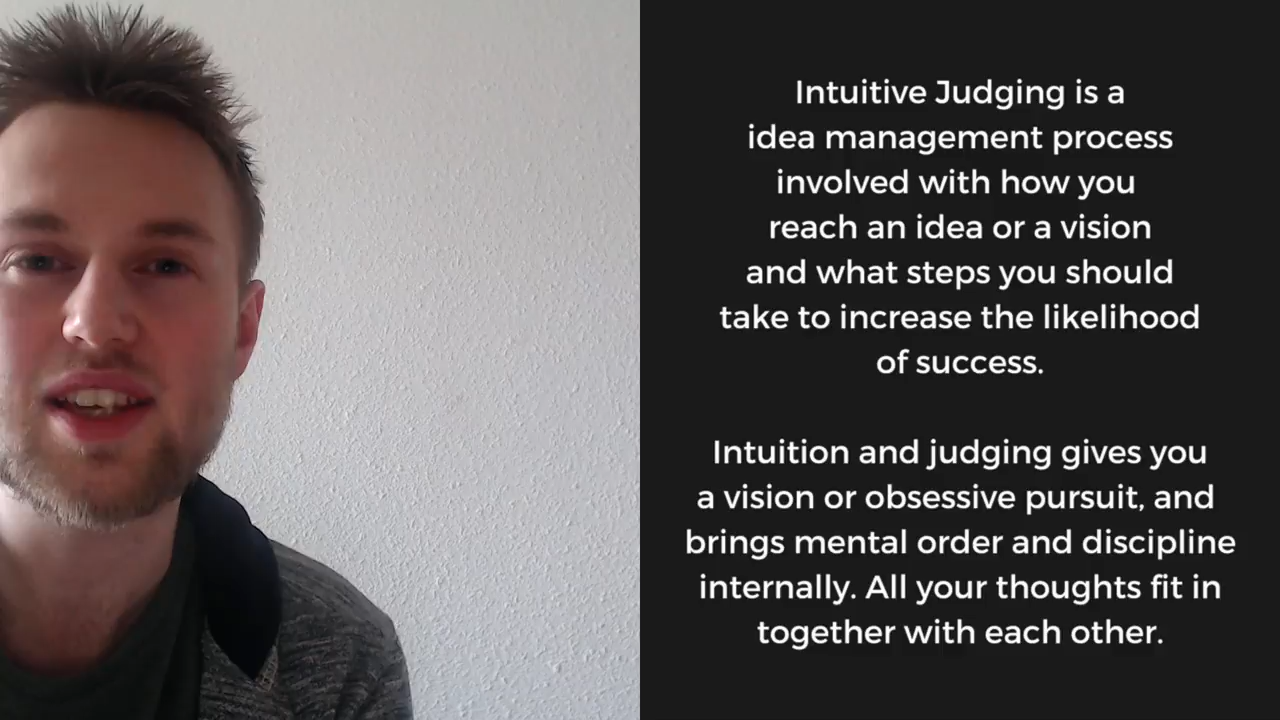 Intuitive Judging is a
idea management process
involved with how you
reach an idea or a vision
and what steps you should
take to increase the likelihood
of success.
Intuition and judging gives you
a vision or obsessive pursuit, and
brings mental order and discipline
internally. All your thoughts fit in
together with each other.